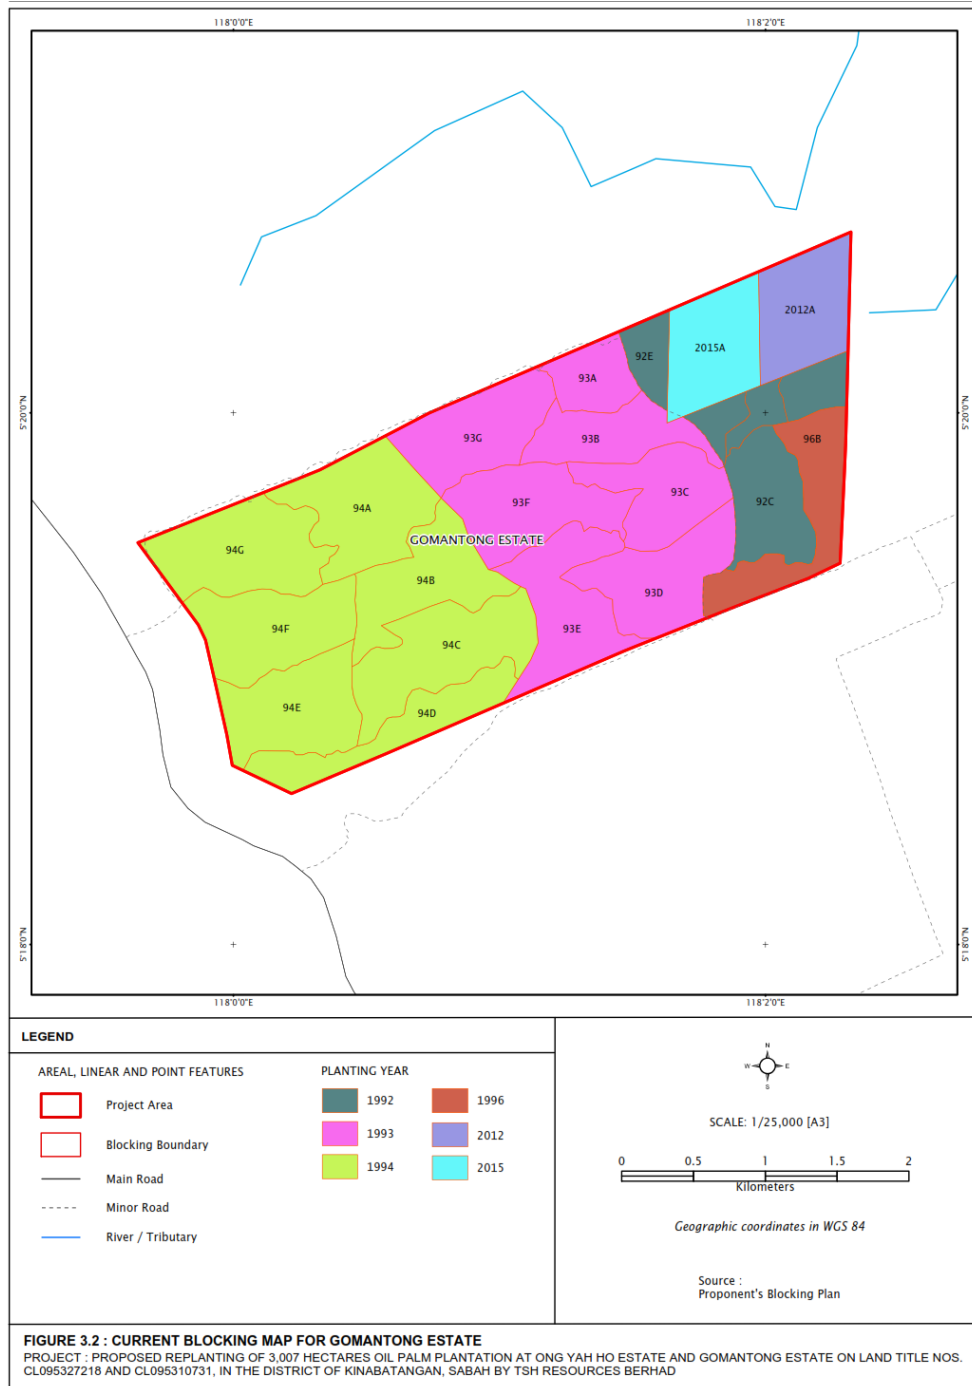 118°0'0"E
118°2'0"E
2012A
2015A
92E
93A
5°20'0"N
5°20'0"N
93G
93B
96B
93C
92C
93F
94A
GOMANTONG ESTATE
94G
94B
93D
94F
93E
94C
94E
94D
5°18'0"N
5°18'0"N
118°0'0"E
118°2'0"E
LEGEND
AREAL, LINEAR AND POINT FEATURES
Project Area
Blocking Boundary
Main Road
Minor Road
River / Tributary
PLANTING YEAR
1992
1993
1994
1996
2012
2015
N
W E
S
SCALE: 1/25,000 [A3]
0 0.5 1 1.5 2
Kilometers
Geographic coordinates in WGS 84
Source :
Proponent's Blocking Plan
FIGURE 3.2 : CURRENT BLOCKING MAP FOR GOMANTONG ESTATE
PROJECT : PROPOSED REPLANTING OF 3,007 HECTARES OIL PALM PLANTATION AT ONG YAH HO ESTATE AND GOMANTONG ESTATE ON LAND TITLE NOS.
CL095327218 AND CL095310731, IN THE DISTRICT OF KINABATANGAN, SABAH BY TSH RESOURCES BERHAD